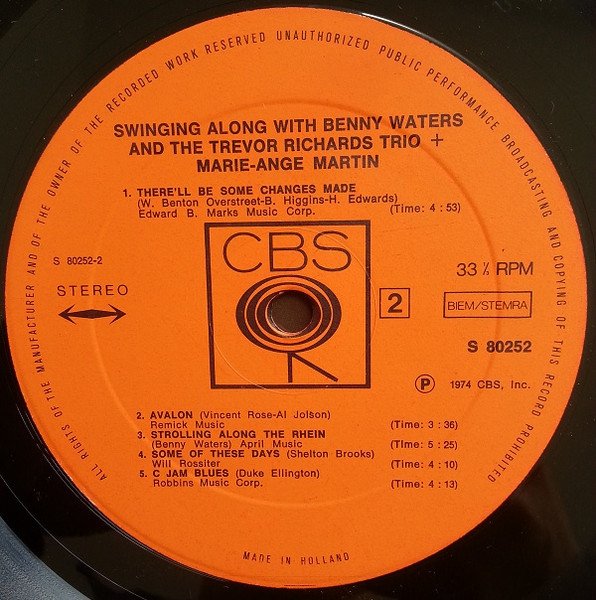 ALL RIGHTS OF THE MANUFACTURER AND OF THE OWNER OF THE RECORDED WORK RESERVED UNAUTHORIZED PUBLIC PERFORMANCE BROADCASTING AND COPYING OF THIS RECORD PROHIBITED
SWINGING ALONG WITH BENNY WATERS
AND THE TREVOR RICHARDS TRIO +
MARIE-ANGE MARTIN
1. THERE'LL BE SOME CHANGES MADE
(W. Benton Overstreet-B. Higgins-H. Edwards)
Edward B. Marks Music Corp. (Time: 4 : 53)
CBS
S 80252-2
STEREO
33 ⅓ RPM
2
BIEM/STEMRA
S 80252
Ⓟ 1974 CBS, Inc.
2. AVALON (Vincent Rose-Al Jolson)
Remick Music (Time: 3 : 36)
3. STROLLING ALONG THE RHEIN
(Benny Waters) April Music (Time: 5 : 25)
4. SOME OF THESE DAYS (Shelton Brooks)
Will Rossiter (Time: 4 : 10)
5. C JAM BLUES (Duke Ellington)
Robbins Music Corp. (Time: 4 : 13)
MADE IN HOLLAND